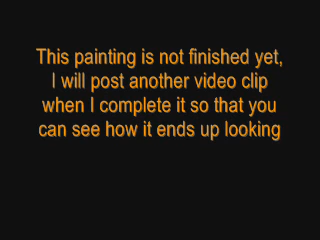 This painting is not finished yet,
I will post another video clip
when I complete it so that you
can see how it ends up looking